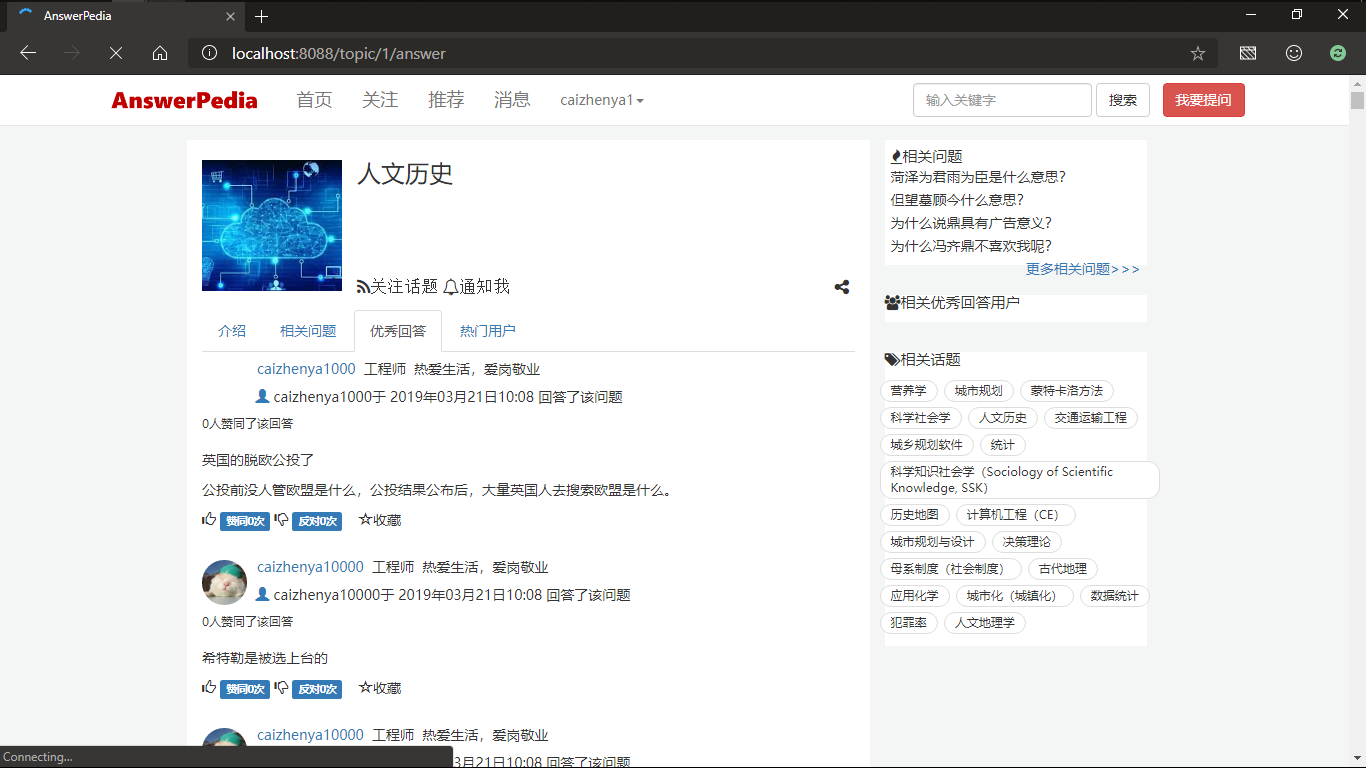 AnswerPedia
localhost:8088/topic/1/answer
AnswerPedia 首页 关注 推荐 消息 caizhenya1 输入关键字 搜索 我要提问
人文历史
关注话题 通知我
介绍 相关问题 优秀回答 热门用户
caizhenya1000 工程师 热爱生活，爱岗敬业
caizhenya1000于 2019年03月21日10:08 回答了该问题
0人赞同了该回答
英国的脱欧公投了
公投前没人管欧盟是什么，公投结果公布后，大量英国人去搜索欧盟是什么。
赞同0次 反对0次 ☆收藏
caizhenya10000 工程师 热爱生活，爱岗敬业
caizhenya10000于 2019年03月21日10:08 回答了该问题
0人赞同了该回答
希特勒是被选上台的
赞同0次 反对0次 ☆收藏
caizhenya10000 工程师 热爱生活，爱岗敬业
3月21日10:08 回答了该问题
相关问题
菏泽为君雨为臣是什么意思?
但望墓顾今什么意思?
为什么说鼎具有广告意义?
为什么冯齐鼎不喜欢我呢?
更多相关问题>>>
相关优秀回答用户
相关话题
营养学 城市规划 蒙特卡洛方法
科学社会学 人文历史 交通运输工程
城乡规划软件 统计
科学知识社会学（Sociology of Scientific
Knowledge, SSK）
历史地图 计算机工程（CE）
城市规划与设计 决策理论
母系制度（社会制度） 古代地理
应用化学 城市化（城镇化） 数据统计
犯罪率 人文地理学
Connecting...